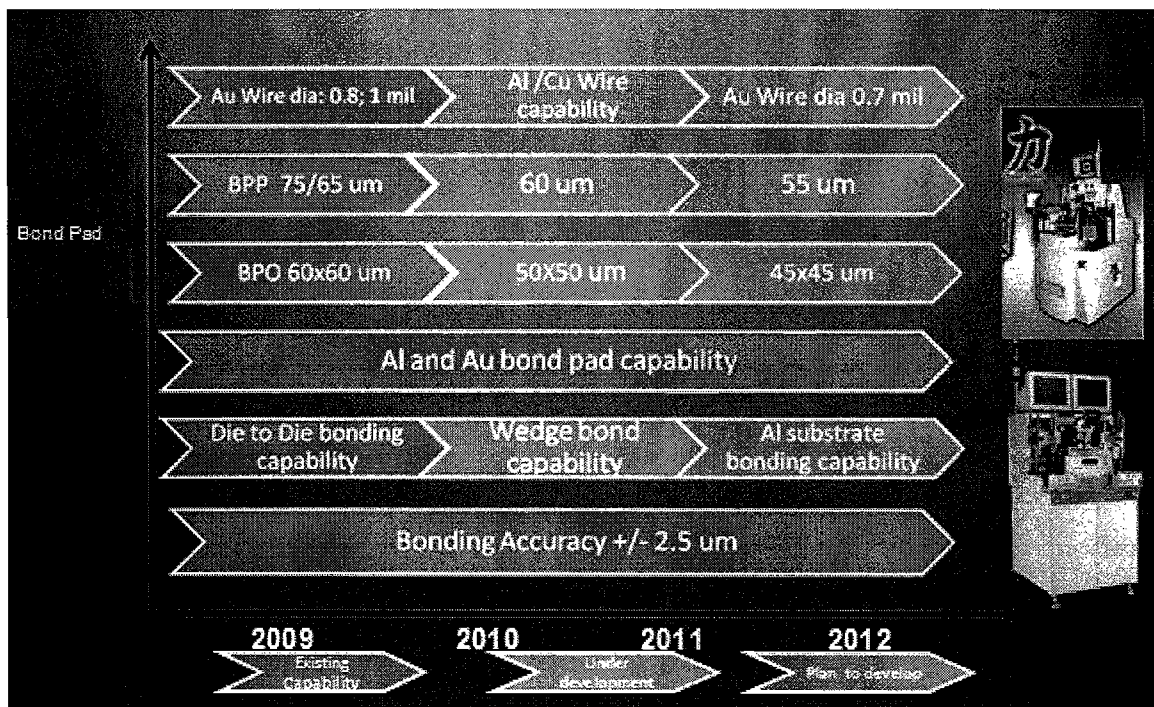 Au Wire dia: 0.8; 1 mil
Al /Cu Wire
capability
Au Wire dia 0.7 mil
BPP 75/65 um
60 um
55 um
Bond Pad
BPO 60x60 um
50X50 um
45x45 um
Al and Au bond pad capability
Die to Die bonding
capability
Wedge bond
capability
Al substrate
bonding capability
Bonding Accuracy +/- 2.5 um
2009
2010
2011
2012
Existing
Capability
Under
development
Plan to develop
力